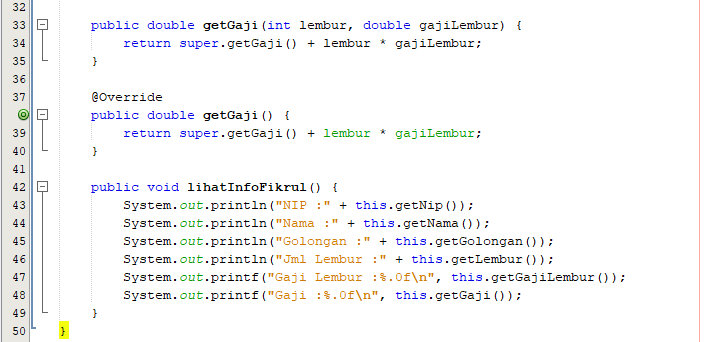 32
33 public double getGaji(int lembur, double gajiLembur) {
34 return super.getGaji() + lembur * gajiLembur;
35 }
36
37 @Override
public double getGaji() {
39 return super.getGaji() + lembur * gajiLembur;
40 }
41
42 public void lihatInfoFikrul() {
43 System.out.println("NIP :" + this.getNip());
44 System.out.println("Nama :" + this.getNama());
45 System.out.println("Golongan :" + this.getGolongan());
46 System.out.println("Jml Lembur :" + this.getLembur());
47 System.out.printf("Gaji Lembur :%.0f\n", this.getGajiLembur());
48 System.out.printf("Gaji :%.0f\n", this.getGaji());
49 }
50 }